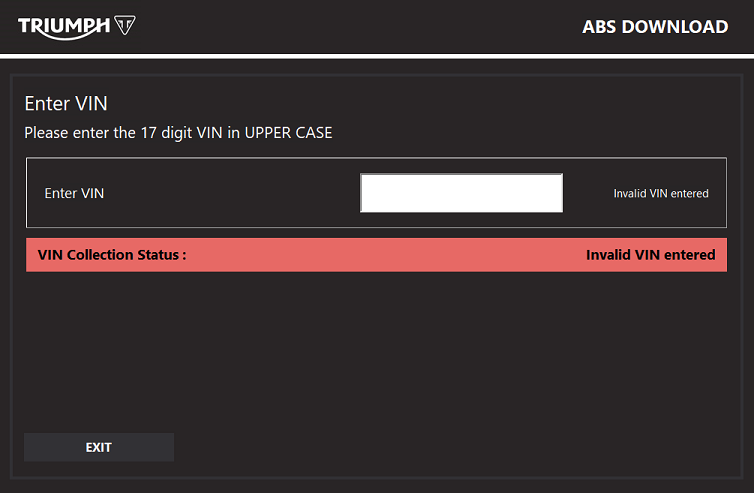 TRIUMPH
ABS DOWNLOAD
Enter VIN
Please enter the 17 digit VIN in UPPER CASE
Enter VIN
Invalid VIN entered
VIN Collection Status :
Invalid VIN entered
EXIT